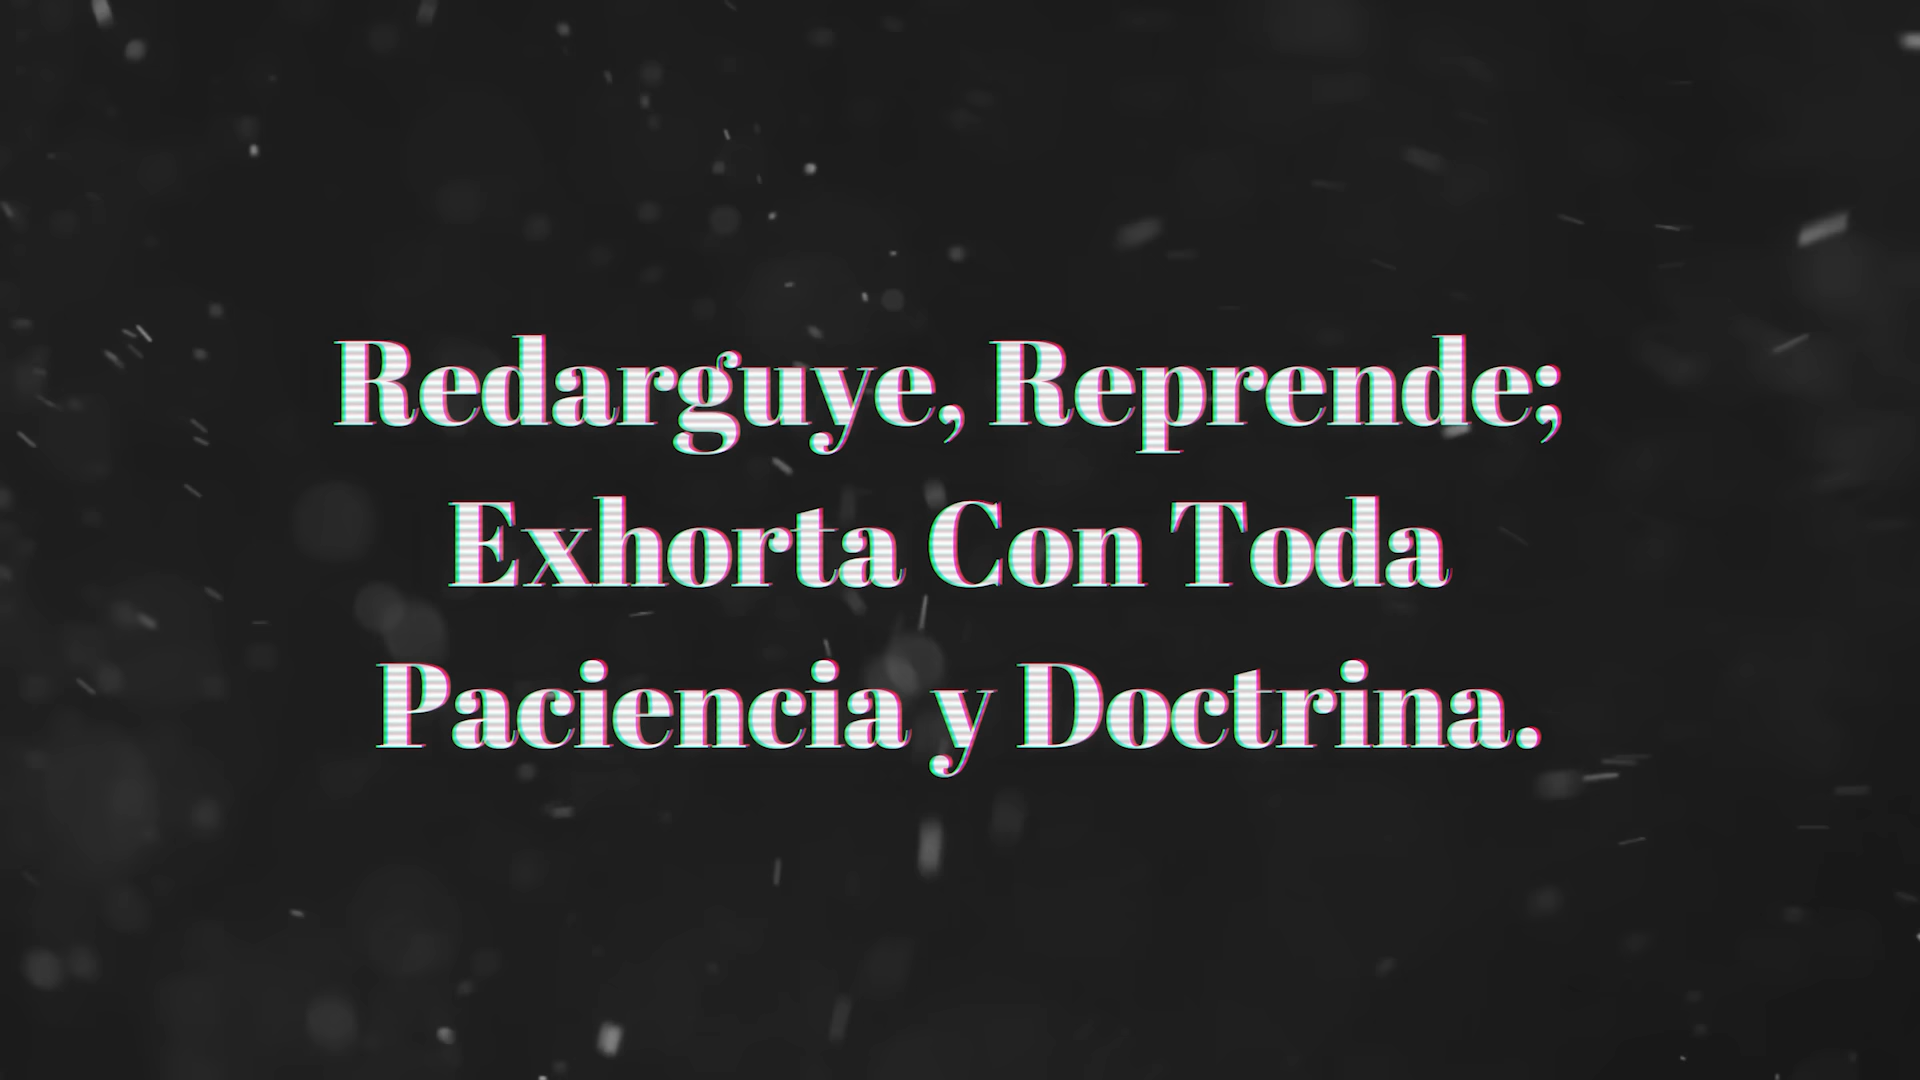 Redarguye, Reprende;
Exhorta Con Toda
Paciencia y Doctrina.